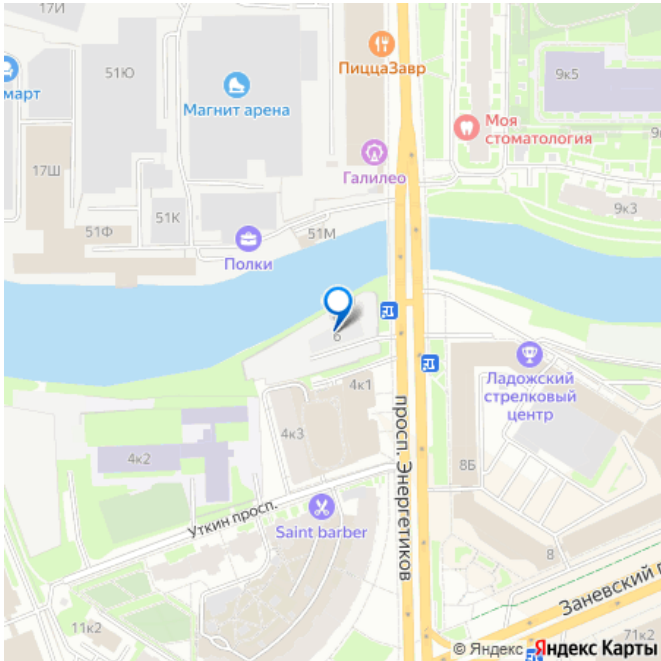 17И
51Ю
ПиццаЗавр
9к5
март
Магнит арена
Моя
стоматология
17Ш
Галилео
51К
9к3
51Ф
51М
Полки
6
Ладожский
стрелковый
центр
4к1
просп. Энергетиков
4к3
4к2
8Б
Уткин просп.
Saint barber
8
Заневский п
11к2
71к2
© Яндекс Яндекс Карты